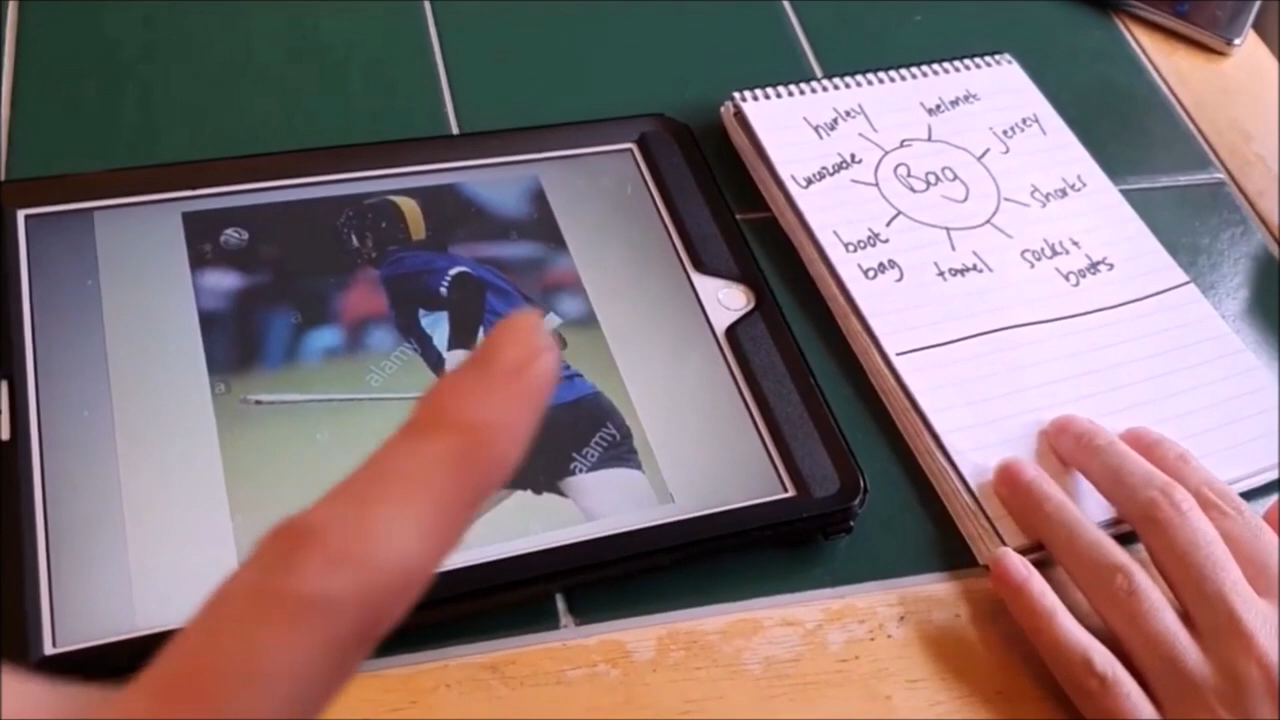 hurley
helmet
jersey
lucozade
Bag
shorts
boot
bag
towel
socks +
boots
alamy
alamy
a
a